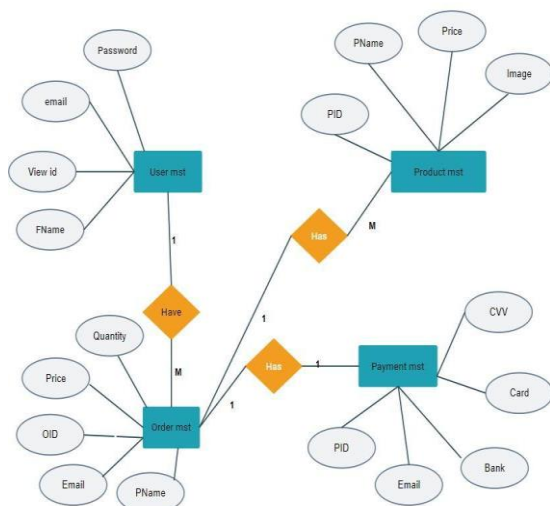 Password
email
View id
FName
User mst
1
Have
M
PName
Price
Image
PID
Product mst
Has
M
1
Has
1
1
Quantity
Price
OID
Email
PName
Order mst
Payment mst
CVV
Card
Bank
Email
PID